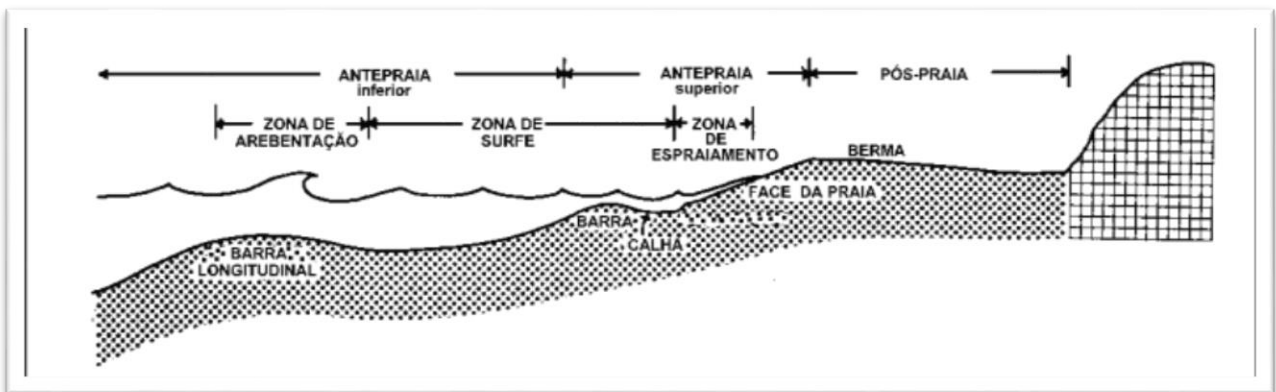 ANTEPRAIA
inferior
ANTEPRAIA
superior
PÓS-PRAIA
ZONA DE
AREBENTAÇÃO
ZONA DE
SURFE
ZONA
DE
ESPRAIAMENTO
BERMA
FACE DA PRAIA
BARRA
CALHA
BARRA
LONGITUDINAL